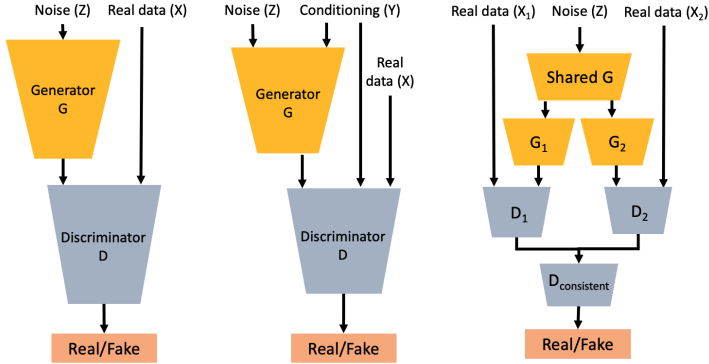 Noise (Z) Real data (X)
Generator
G
Discriminator
D
Real/Fake
Noise (Z) Conditioning (Y)
Real
data (X)
Generator
G
Discriminator
D
Real/Fake
Real data (X₁) Noise (Z) Real data (X₂)
Shared G
G₁ G₂
D₁ D₂
D_consistent
Real/Fake